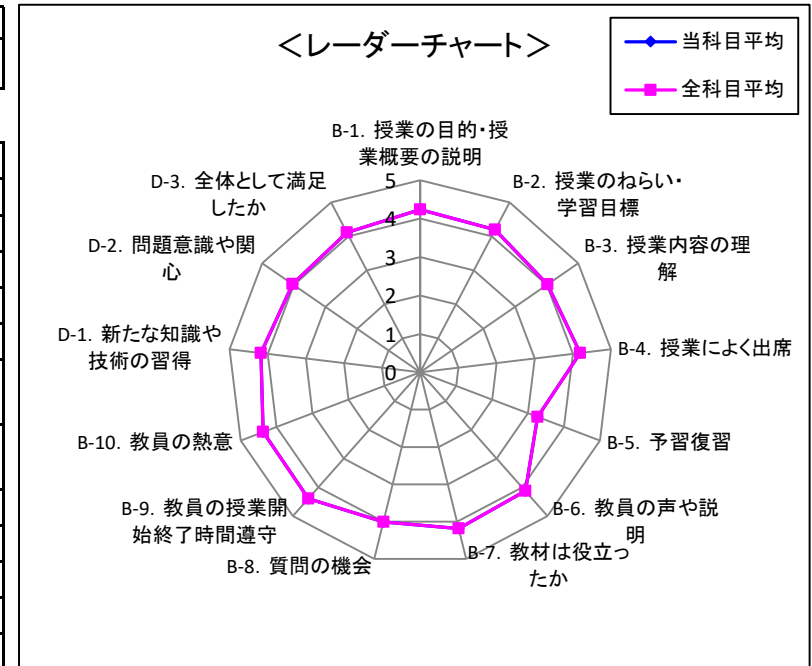 ＜レーダーチャート＞
当科目平均
全科目平均
B-1. 授業の目的・授
業概要の説明
B-2. 授業のねらい・
学習目標
B-3. 授業内容の理
解
B-4. 授業によく出席
B-5. 予習復習
B-6. 教員の声や説
明
B-7. 教材は役立っ
たか
B-8. 質問の機会
B-9. 教員の授業開
始終了時間遵守
B-10. 教員の熱意
D-1. 新たな知識や
技術の習得
D-2. 問題意識や関
心
D-3. 全体として満足
したか
5
4
3
2
1
0